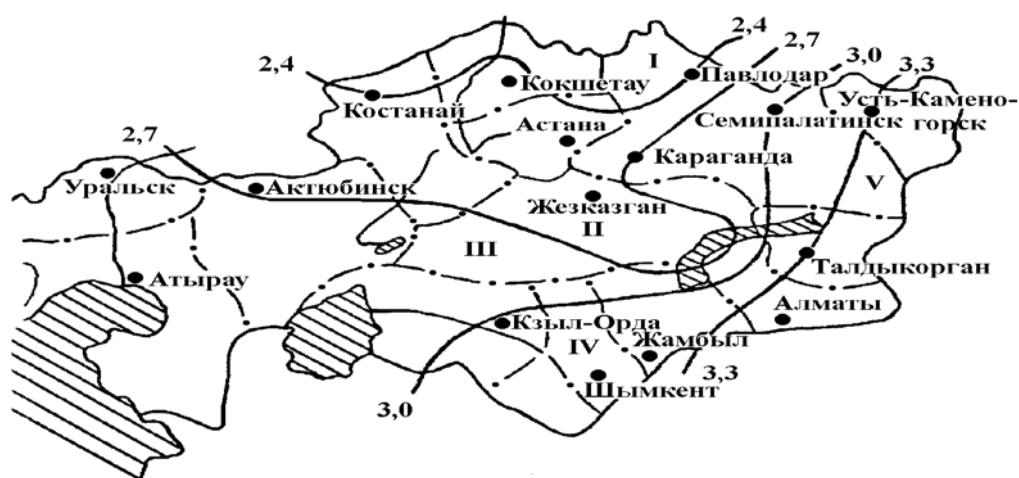 2,4
2,7
3,0
3,3
I
2,4
Кокшетау
Павлодар
Костанай
Усть-Камено-
горск
Семипалатинск
Астана
2,7
Караганда
Уральск
Актюбинск
V
Жезказган
II
III
Атырау
Талдыкорган
Алматы
Кзыл-Орда
IV
Жамбыл
3,3
Шымкент
3,0